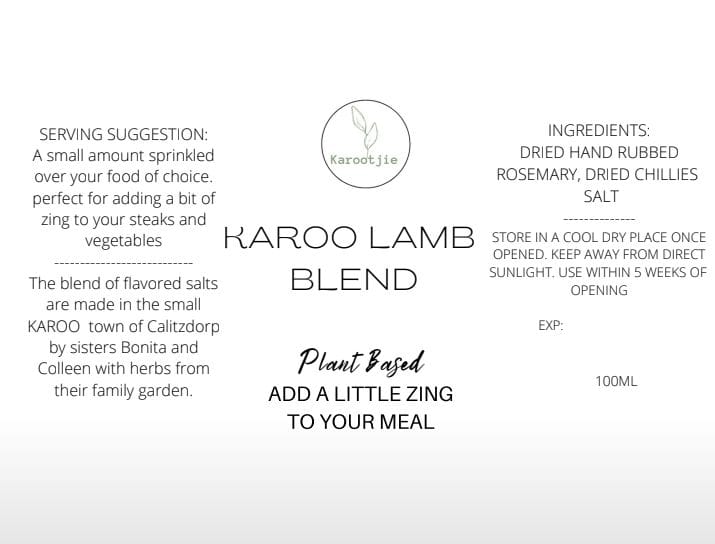 SERVING SUGGESTION:
A small amount sprinkled
over your food of choice.
perfect for adding a bit of
zing to your steaks and
vegetables
---------------------------
The blend of flavored salts
are made in the small
KAROO town of Calitzdorp
by sisters Bonita and
Colleen with herbs from
their family garden.
Karootjie
KAROO LAMB
BLEND
Plant Based
ADD A LITTLE ZING
TO YOUR MEAL
INGREDIENTS:
DRIED HAND RUBBED
ROSEMARY, DRIED CHILLIES
SALT
--------------
STORE IN A COOL DRY PLACE ONCE
OPENED. KEEP AWAY FROM DIRECT
SUNLIGHT. USE WITHIN 5 WEEKS OF
OPENING
EXP:
100ML